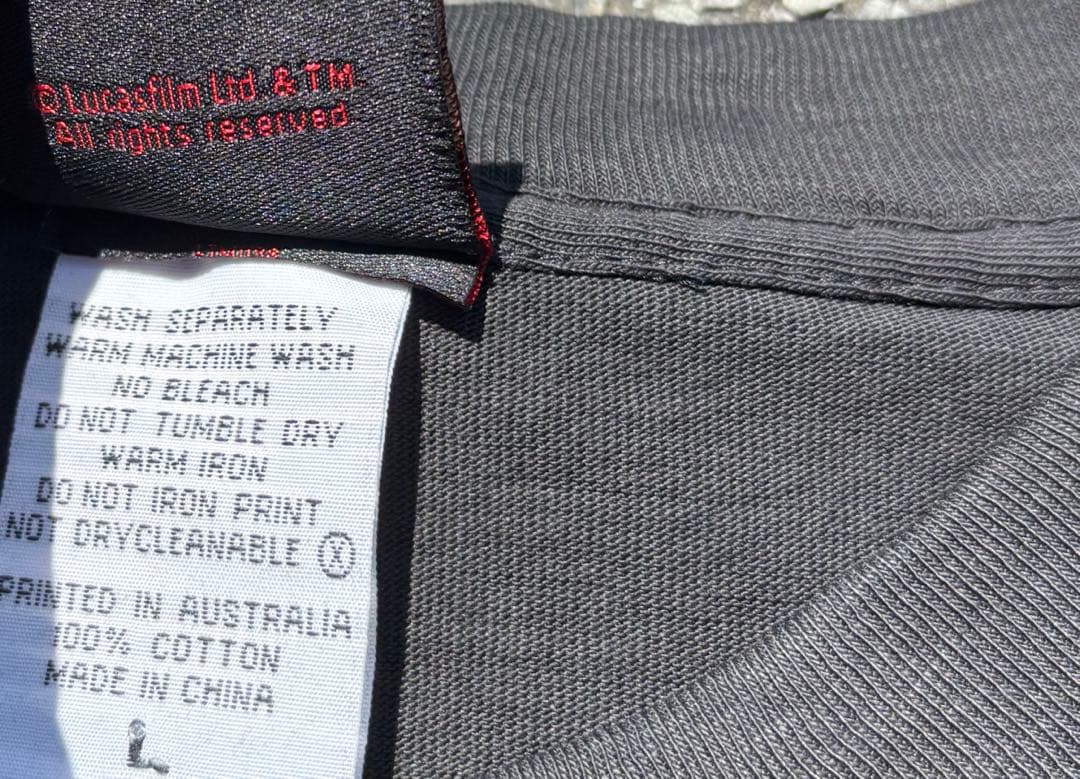 ©Lucasfilm Ltd & TM.
All rights reserved
WASH SEPARATELY
WARM MACHINE WASH
NO BLEACH
DO NOT TUMBLE DRY
WARM IRON
DO NOT IRON PRINT
NOT DRYCLEANABLE Ⓧ
PRINTED IN AUSTRALIA
100% COTTON
MADE IN CHINA
L